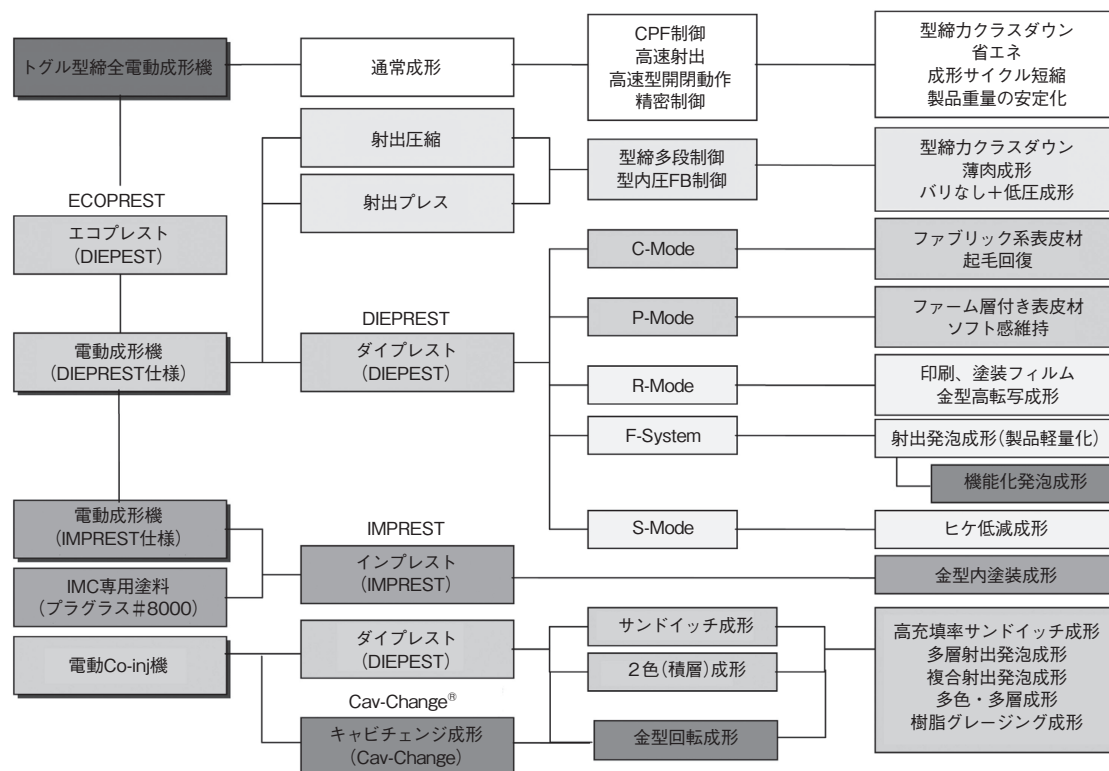 トグル型締全電動成形機
通常成形
CPF制御
高速射出
高速型開閉動作
精密制御
型締力クラスダウン
省エネ
成形サイクル短縮
製品重量の安定化
射出圧縮
射出プレス
型締多段制御
型内圧FB制御
型締力クラスダウン
薄肉成形
バリなし＋低圧成形
ECOPREST
エコプレスト
(DIEPEST)
C-Mode
ファブリック系表皮材
起毛回復
P-Mode
ファーム層付き表皮材
ソフト感維持
電動成形機
(DIEPREST仕様)
DIEPREST
ダイプレスト
(DIEPEST)
R-Mode
印刷、塗装フィルム
金型高転写成形
F-System
射出発泡成形(製品軽量化)
機能化発泡成形
S-Mode
ヒケ低減成形
電動成形機
(IMPREST仕様)
IMC専用塗料
(プラグラス＃8000)
IMPREST
インプレスト
(IMPREST)
金型内塗装成形
電動Co-inj機
ダイプレスト
(DIEPEST)
Cav-Change®
キャビチェンジ成形
(Cav-Change)
サンドイッチ成形
２色(積層)成形
金型回転成形
高充填率サンドイッチ成形
多層射出発泡成形
複合射出発泡成形
多色・多層成形
樹脂グレージング成形